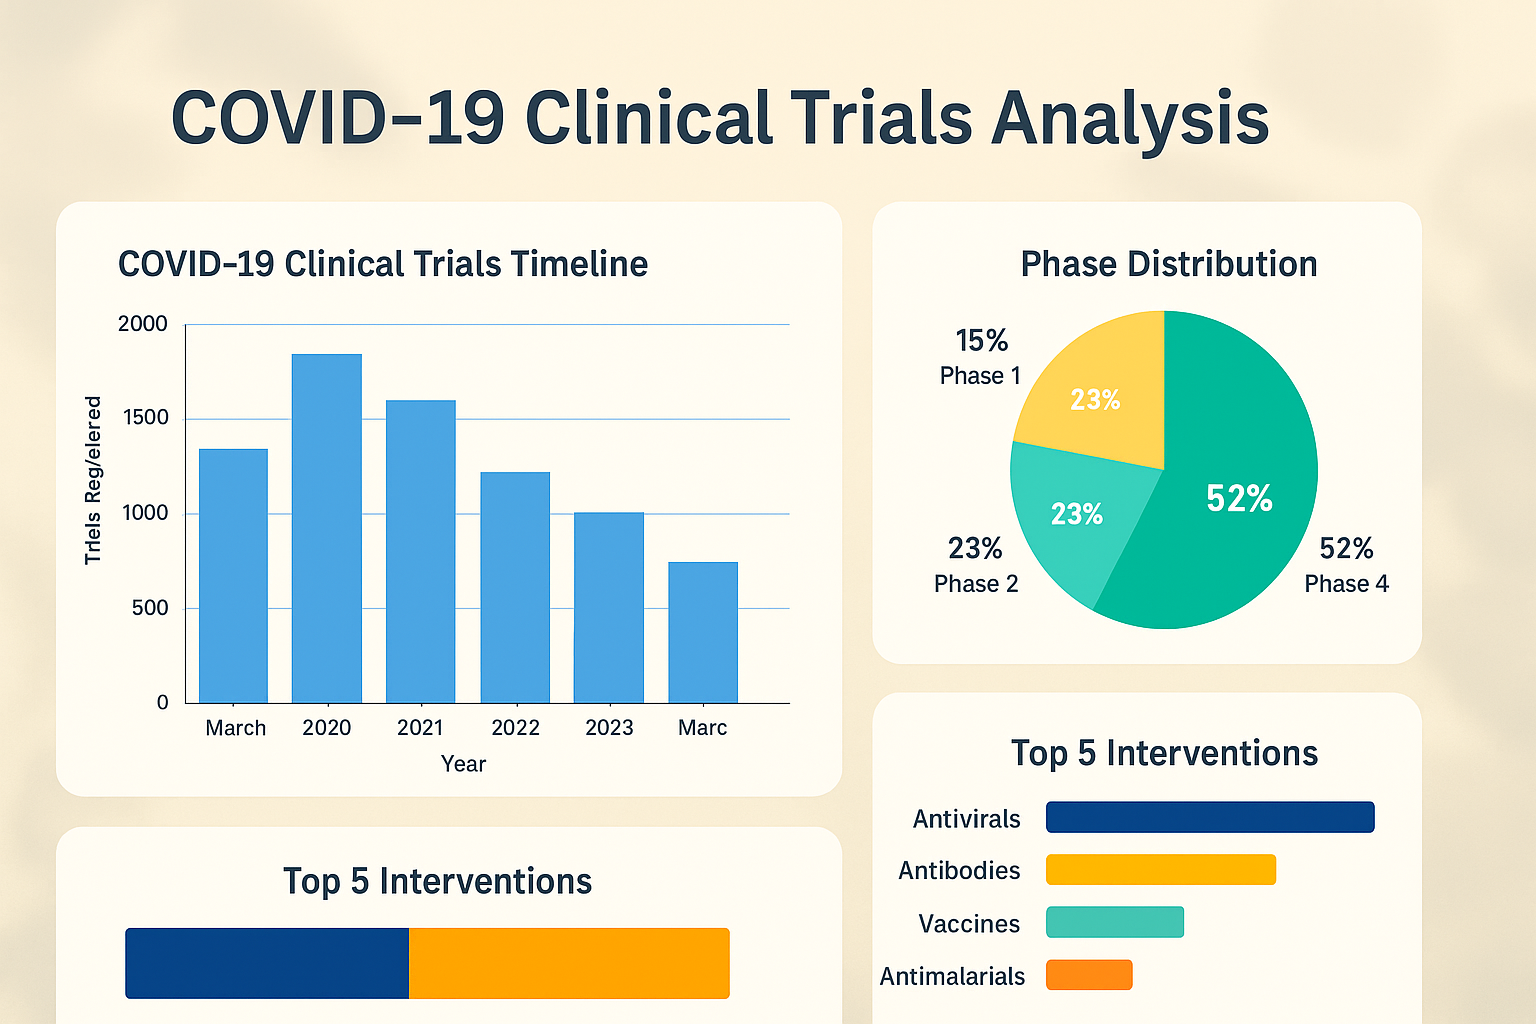 COVID-19 Clinical Trials Analysis
COVID-19 Clinical Trials Timeline
Triels Reg/elered
2000
1500
1000
500
0
March 2020 2021 2022 2023 Marc
Year
Phase Distribution
15%
Phase 1
23%
23%
52%
23%
Phase 2
52%
Phase 4
Top 5 Interventions
Top 5 Interventions
Antivirals
Antibodies
Vaccines
Antimalarials